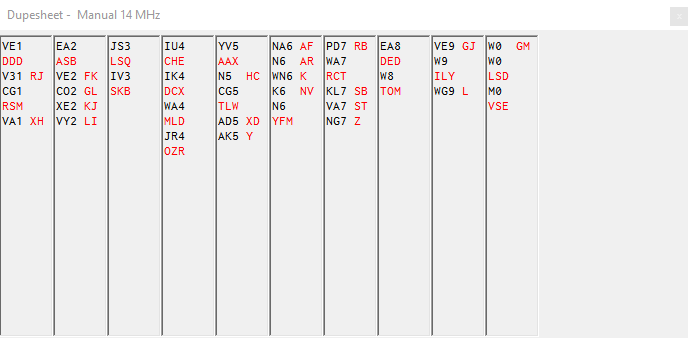 Dupesheet - Manual 14 MHz
x
VE1
DDD
V31 RJ
CG1
RSM
VA1 XH
EA2
ASB
VE2 FK
CO2 GL
XE2 KJ
VY2 LI
JS3
LSQ
IV3
SKB
IU4
CHE
IK4
DCX
WA4
MLD
JR4
OZR
YV5
AAX
N5 HC
CG5
TLW
AD5 XD
AK5 Y
NA6 AF
N6 AR
WN6 K
K6 NV
N6
YFM
PD7 RB
WA7
RCT
KL7 SB
VA7 ST
NG7 Z
EA8
DED
W8
TOM
VE9 GJ
W9
ILY
WG9 L
W0 GM
W0
LSD
M0
VSE